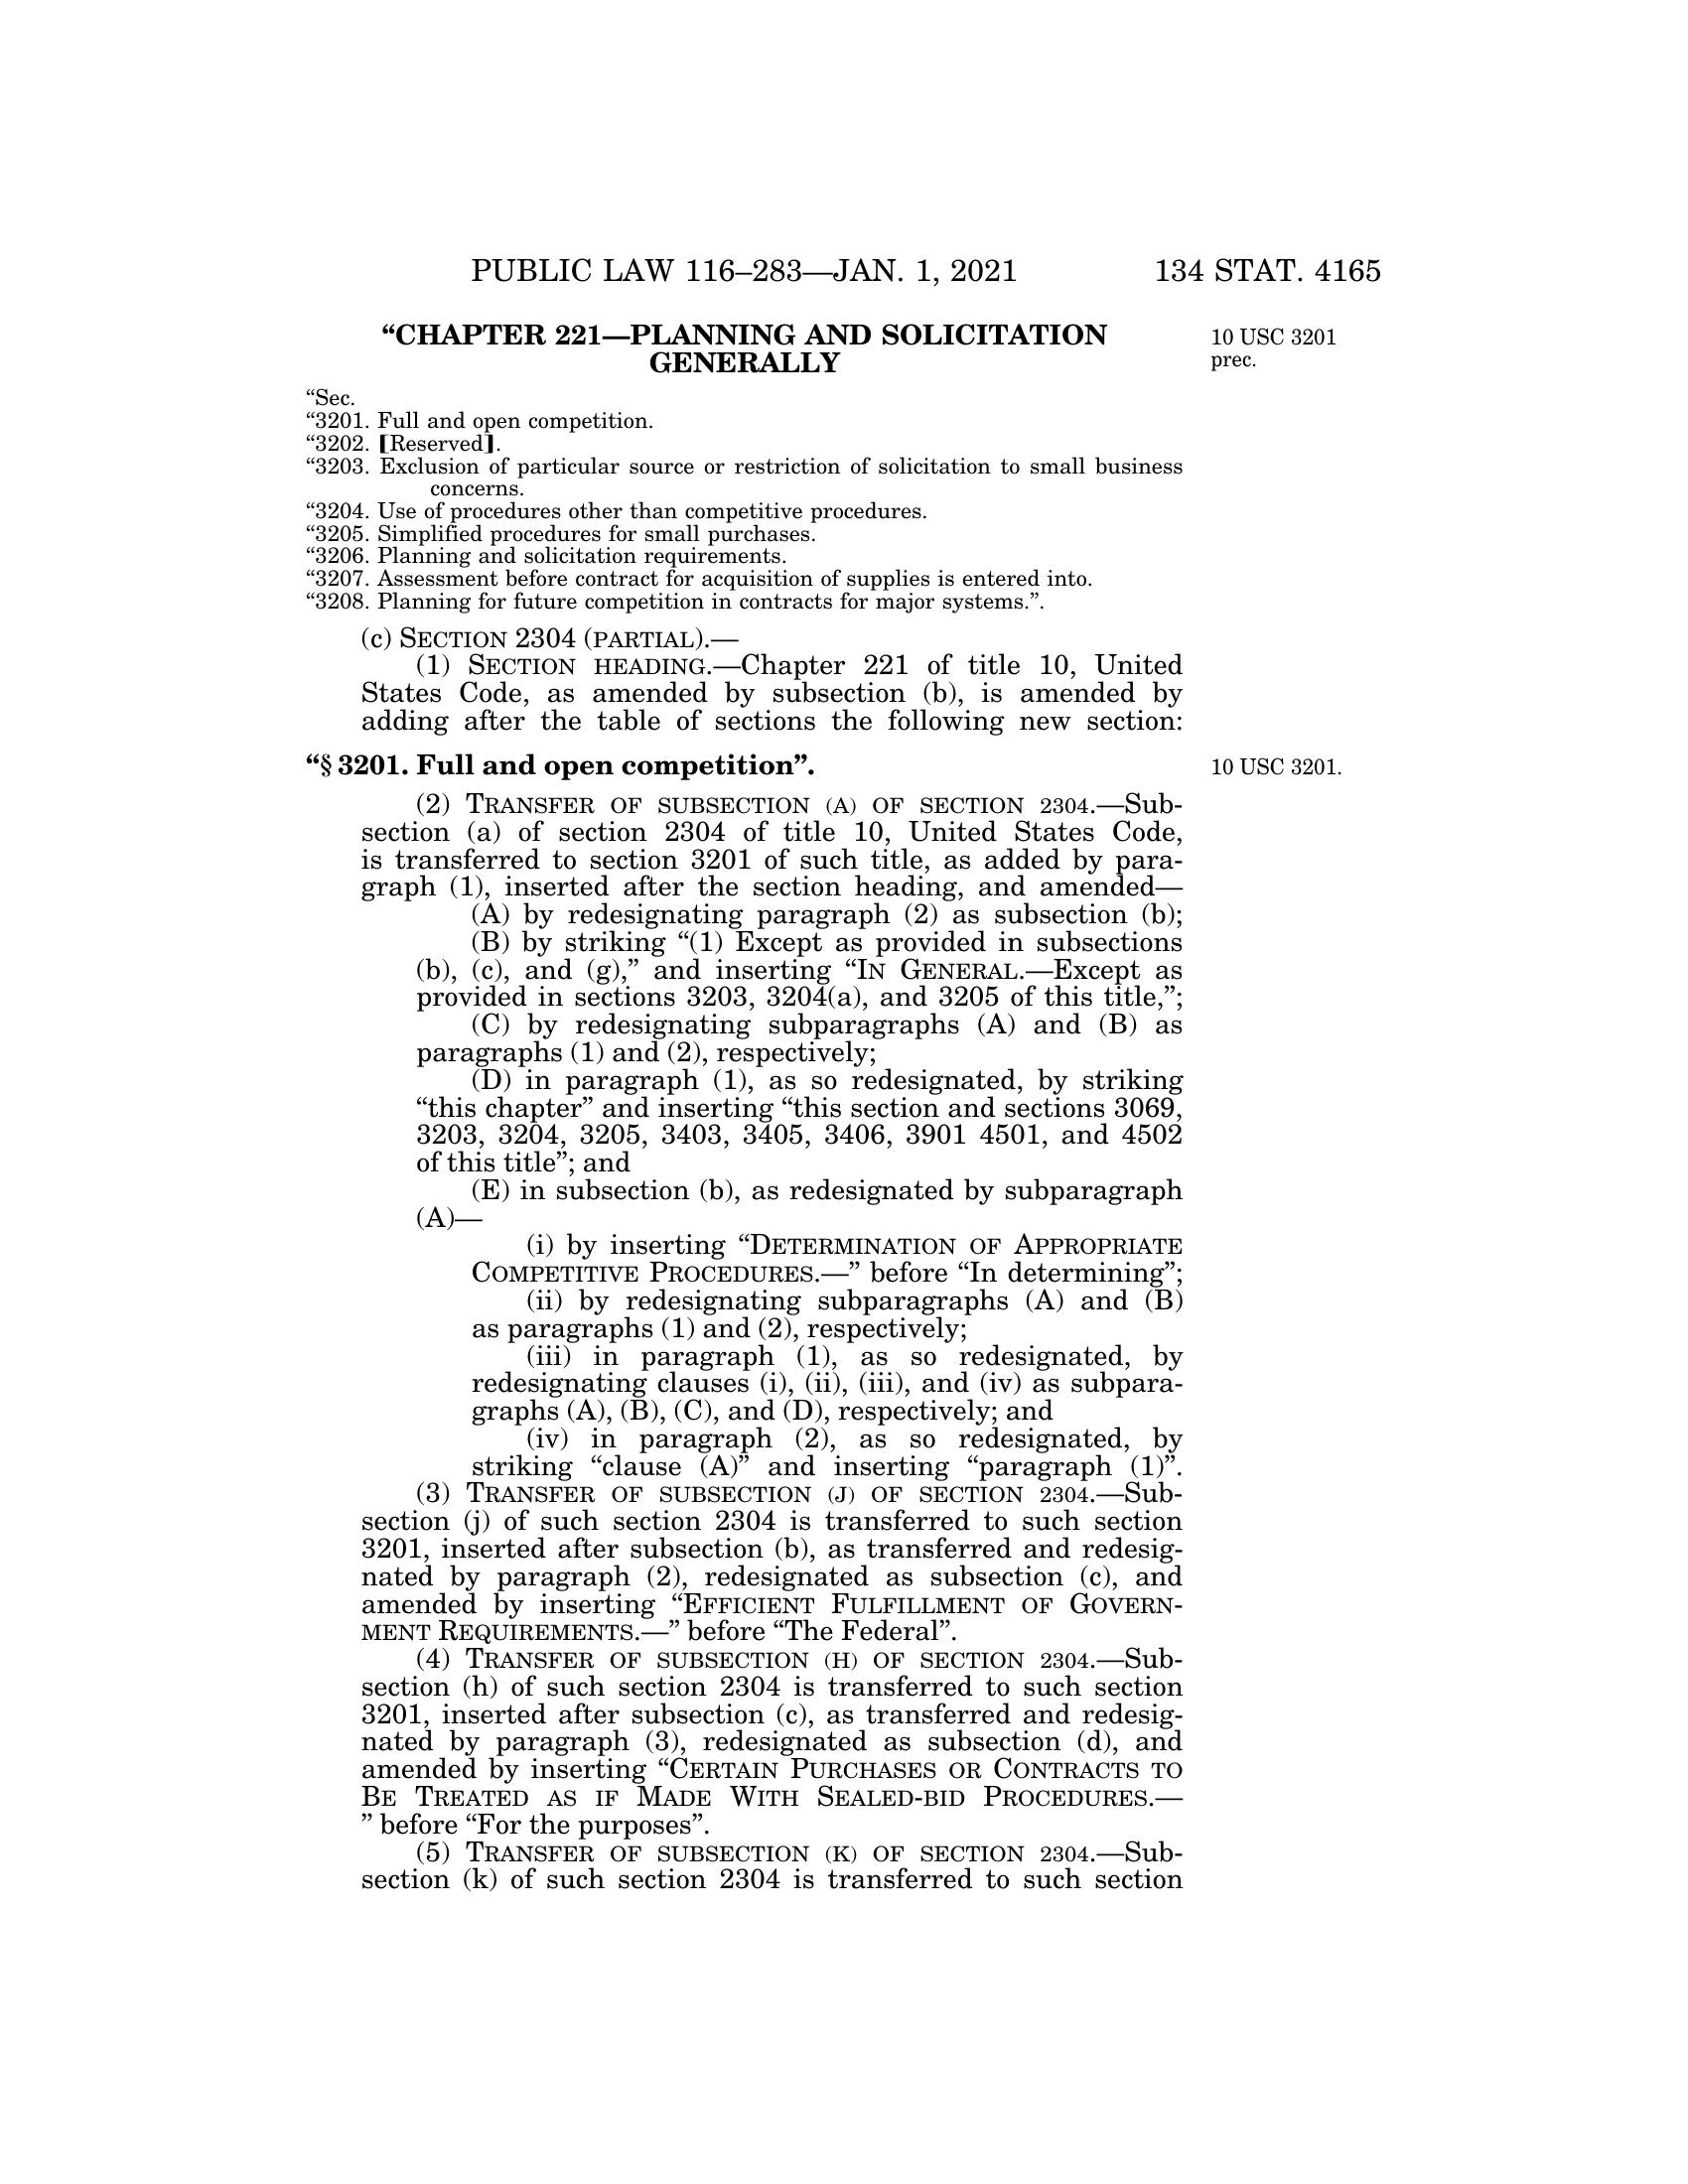 PUBLIC LAW 116–283—JAN. 1, 2021
134 STAT. 4165
“CHAPTER 221—PLANNING AND SOLICITATION
GENERALLY
10 USC 3201
prec.
“Sec.
“3201. Full and open competition.
“3202. [Reserved].
“3203. Exclusion of particular source or restriction of solicitation to small business
concerns.
“3204. Use of procedures other than competitive procedures.
“3205. Simplified procedures for small purchases.
“3206. Planning and solicitation requirements.
“3207. Assessment before contract for acquisition of supplies is entered into.
“3208. Planning for future competition in contracts for major systems.”.
(c) SECTION 2304 (PARTIAL).—
(1) SECTION HEADING.—Chapter 221 of title 10, United
States Code, as amended by subsection (b), is amended by
adding after the table of sections the following new section:
“§ 3201. Full and open competition”.
10 USC 3201.
(2) TRANSFER OF SUBSECTION (A) OF SECTION 2304.—Sub-
section (a) of section 2304 of title 10, United States Code,
is transferred to section 3201 of such title, as added by para-
graph (1), inserted after the section heading, and amended—
(A) by redesignating paragraph (2) as subsection (b);
(B) by striking “(1) Except as provided in subsections
(b), (c), and (g),” and inserting “IN GENERAL.—Except as
provided in sections 3203, 3204(a), and 3205 of this title,”;
(C) by redesignating subparagraphs (A) and (B) as
paragraphs (1) and (2), respectively;
(D) in paragraph (1), as so redesignated, by striking
“this chapter” and inserting “this section and sections 3069,
3203, 3204, 3205, 3403, 3405, 3406, 3901 4501, and 4502
of this title”; and
(E) in subsection (b), as redesignated by subparagraph
(A)—
(i) by inserting “DETERMINATION OF APPROPRIATE
COMPETITIVE PROCEDURES.—” before “In determining”;
(ii) by redesignating subparagraphs (A) and (B)
as paragraphs (1) and (2), respectively;
(iii) in paragraph (1), as so redesignated, by
redesignating clauses (i), (ii), (iii), and (iv) as subpara-
graphs (A), (B), (C), and (D), respectively; and
(iv) in paragraph (2), as so redesignated, by
striking “clause (A)” and inserting “paragraph (1)”.
(3) TRANSFER OF SUBSECTION (J) OF SECTION 2304.—Sub-
section (j) of such section 2304 is transferred to such section
3201, inserted after subsection (b), as transferred and redesig-
nated by paragraph (2), redesignated as subsection (c), and
amended by inserting “EFFICIENT FULFILLMENT OF GOVERN-
MENT REQUIREMENTS.—” before “The Federal”.
(4) TRANSFER OF SUBSECTION (H) OF SECTION 2304.—Sub-
section (h) of such section 2304 is transferred to such section
3201, inserted after subsection (c), as transferred and redesig-
nated by paragraph (3), redesignated as subsection (d), and
amended by inserting “CERTAIN PURCHASES OR CONTRACTS TO
BE TREATED AS IF MADE WITH SEALED-BID PROCEDURES.—
” before “For the purposes”.
(5) TRANSFER OF SUBSECTION (K) OF SECTION 2304.—Sub-
section (k) of such section 2304 is transferred to such section